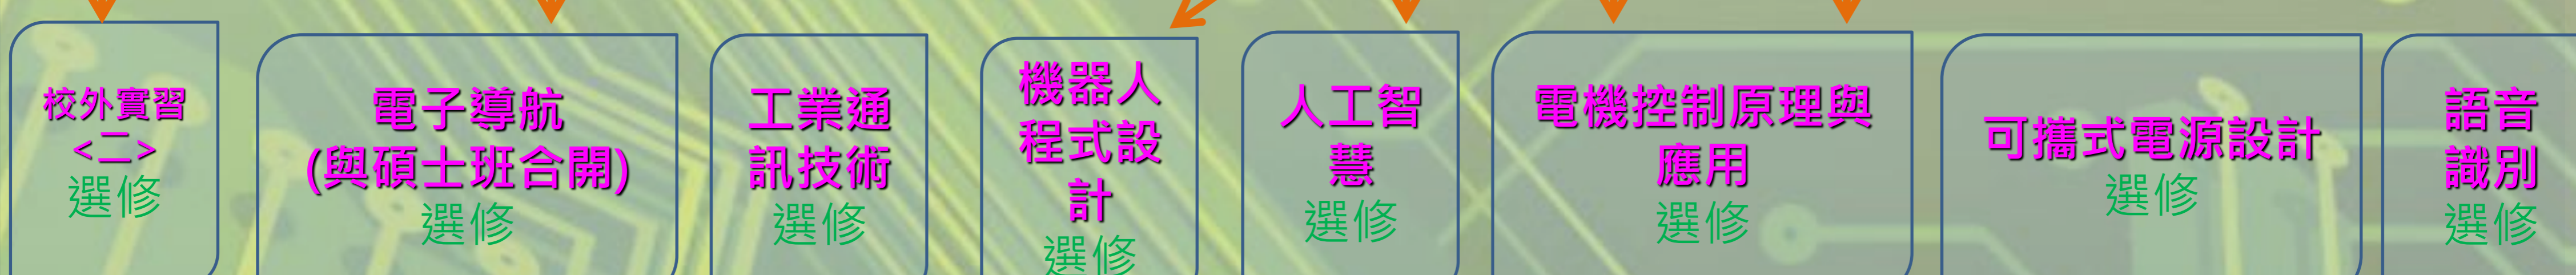 校外實習
<二>
選修
電子導航
(與碩士班合開)
選修
工業通
訊技術
選修
機器人
程式設
計
選修
人工智
慧
選修
電機控制原理與
應用
選修
可攜式電源設計
選修
語音
識別
選修